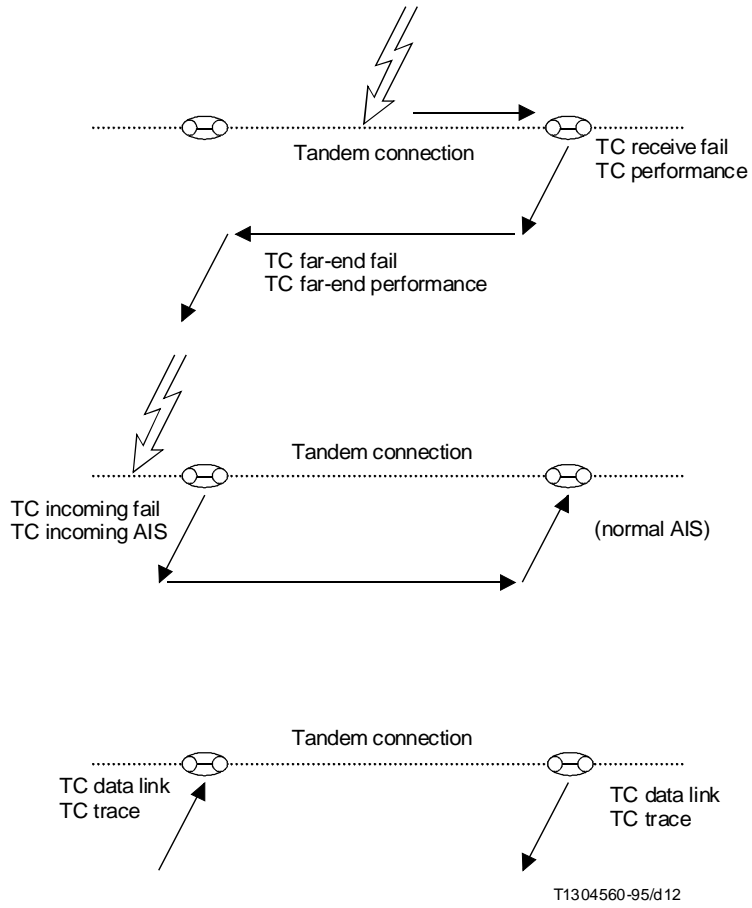 Tandem connection
TC receive fail
TC performance
TC far-end fail
TC far-end performance
Tandem connection
TC incoming fail
TC incoming AIS
(normal AIS)
Tandem connection
TC data link
TC trace
TC data link
TC trace
T1304560-95/d12